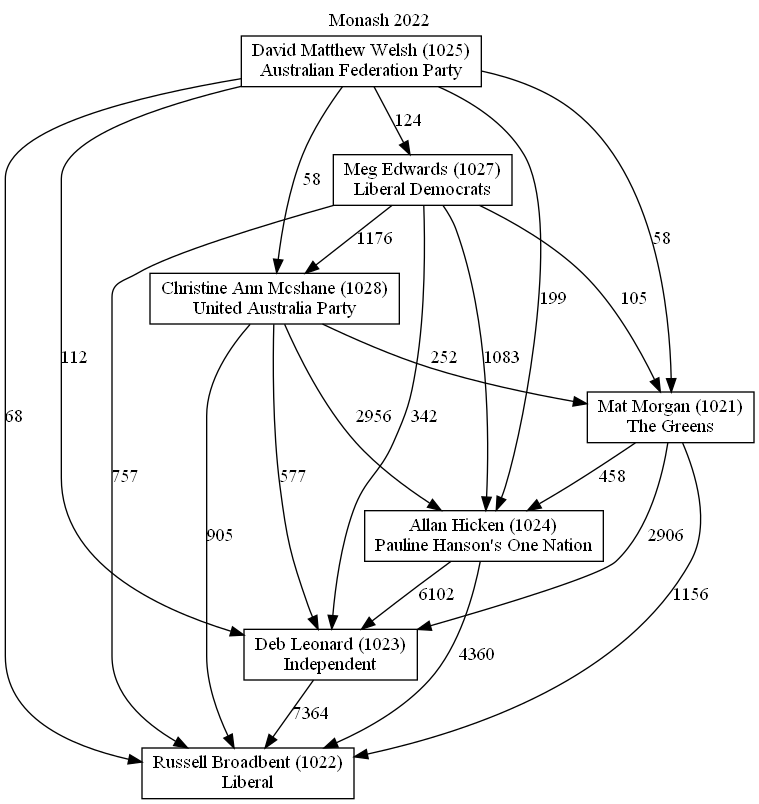 Monash 2022
David Matthew Welsh (1025)
Australian Federation Party
124
Meg Edwards (1027)
Liberal Democrats
58
58
1176
Christine Ann Mcshane (1028)
United Australia Party
199
105
112
252
1083
Mat Morgan (1021)
The Greens
68
2956
342
757
577
458
905
Allan Hicken (1024)
Pauline Hanson's One Nation
2906
6102
1156
Deb Leonard (1023)
Independent
4360
7364
Russell Broadbent (1022)
Liberal